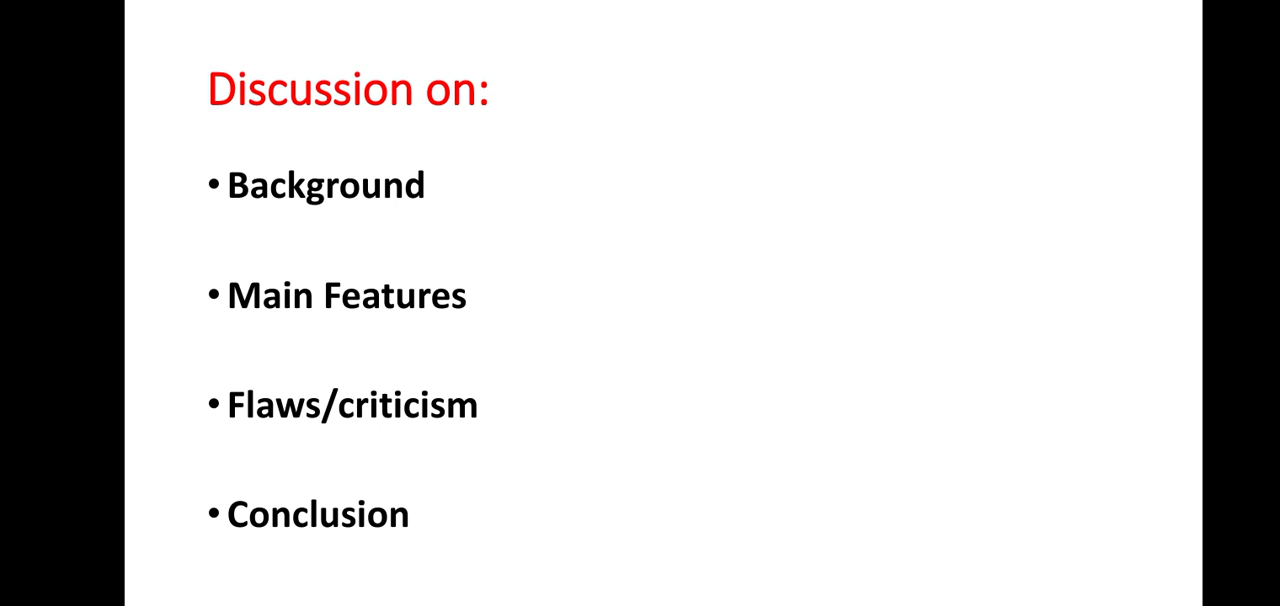 Discussion on:
• Background
• Main Features
• Flaws/criticism
• Conclusion